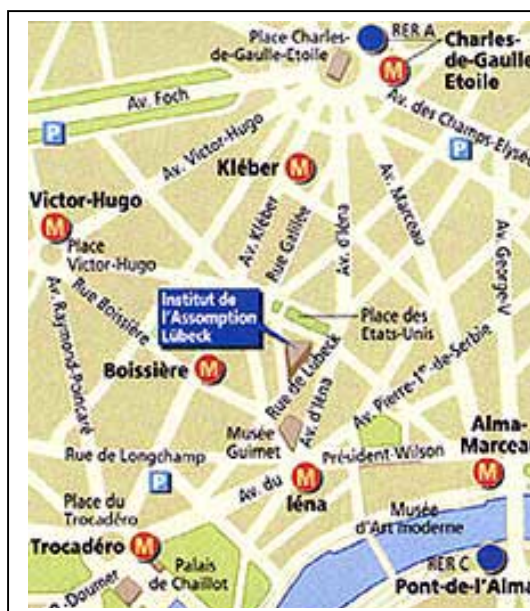 Place Charles-
de-Gaulle-Etoile
RER A
M
Charles-
de-Gaulle
Etoile
Av. Foch
Av. des Champs-Elysé
P
P
Av. Victor-Hugo
Kléber
M
Victor-Hugo
M
Place
Victor-Hugo
Av. Kléber
Rue Galilée
Av. d'Iéna
Av. Marceau
Av. George-V
Av. Raymond-Poincaré
Rue Boissière
Institut de
l'Assomption
Lübeck
Place des
Etats-Unis
Boissière
M
Rue de Lübeck
Av. d'Iéna
Av. Pierre-1er-de-Serbie
Musée
Guimet
Alma-
Marceau
M
Rue de Longchamp
P
Av. du
Président-Wilson
M
Iéna
Place du
Trocadéro
Musée
d'Art moderne
Trocadéro
M
Palais
de Chaillot
RER C
Pont-de-l'Alma
-Doumer